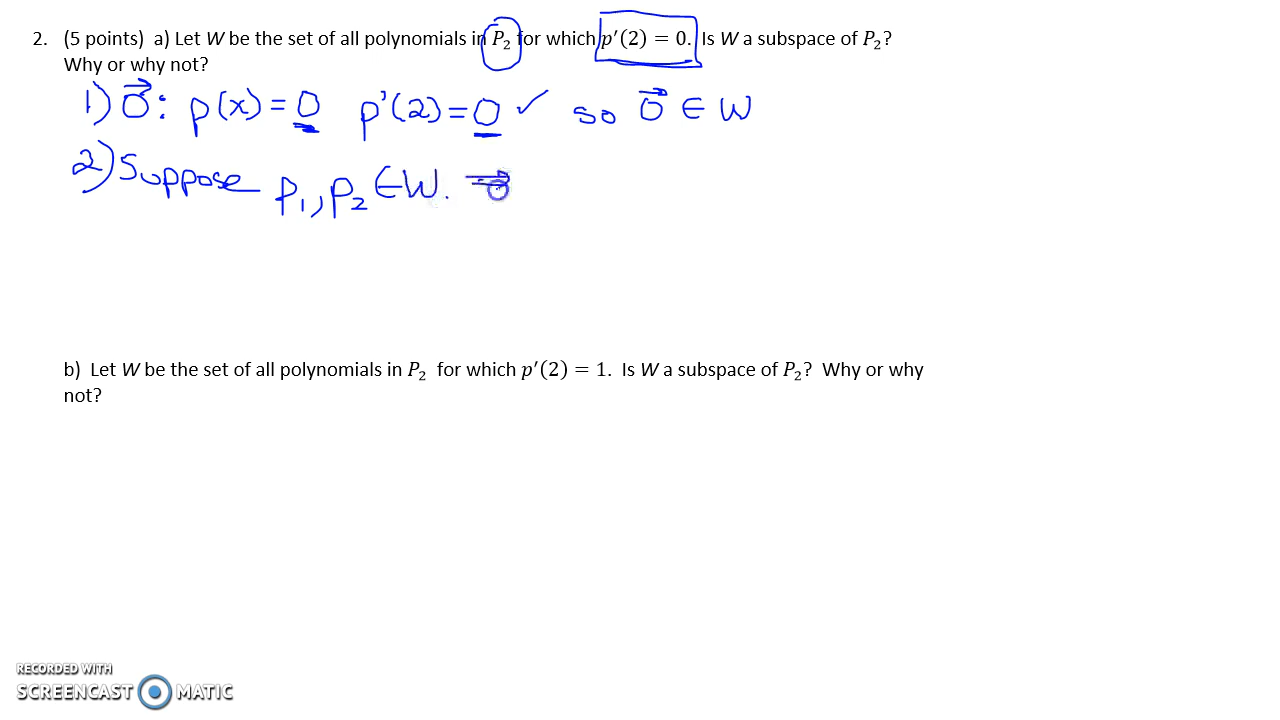 2. (5 points) a) Let W be the set of all polynomials in P₂ for which p′(2) = 0. Is W a subspace of P₂?
Why or why not?
1) 0⃗: p(x) = 0 p'(2) = 0 ✓ so 0⃗ ∈ W
2) Suppose p₁, p₂ ∈ W. ⇒
b) Let W be the set of all polynomials in P₂ for which p′(2) = 1. Is W a subspace of P₂? Why or why
not?
RECORDED WITH
SCREENCAST MATIC